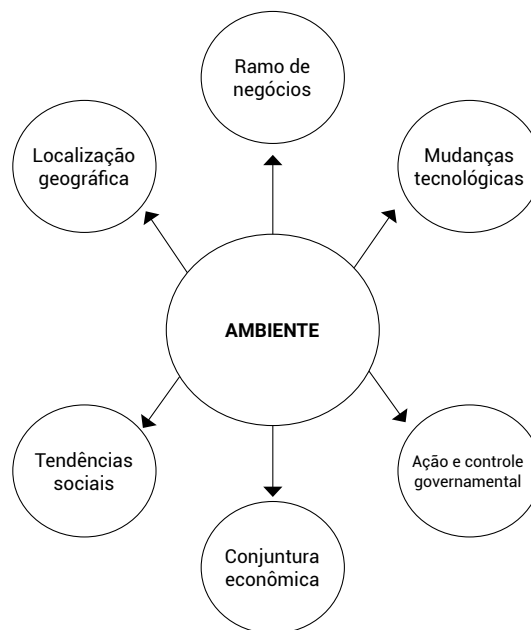 Ramo de
negócios
Localização
geográfica
Mudanças
tecnológicas
AMBIENTE
Tendências
sociais
Ação e controle
governamental
Conjuntura
econômica